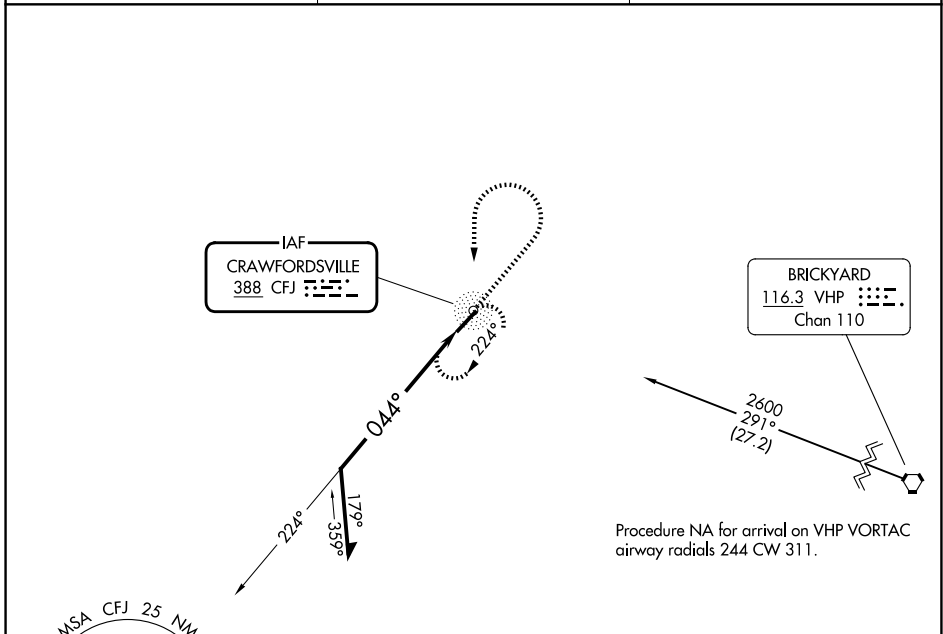 IAF
CRAWFORDSVILLE
388 CFJ
BRICKYARD
116.3 VHP
Chan 110
224°
044°
2600
291°
(27.2)
179°
359°
224°
Procedure NA for arrival on VHP VORTAC
airway radials 244 CW 311.
MSA CFJ 25 NM